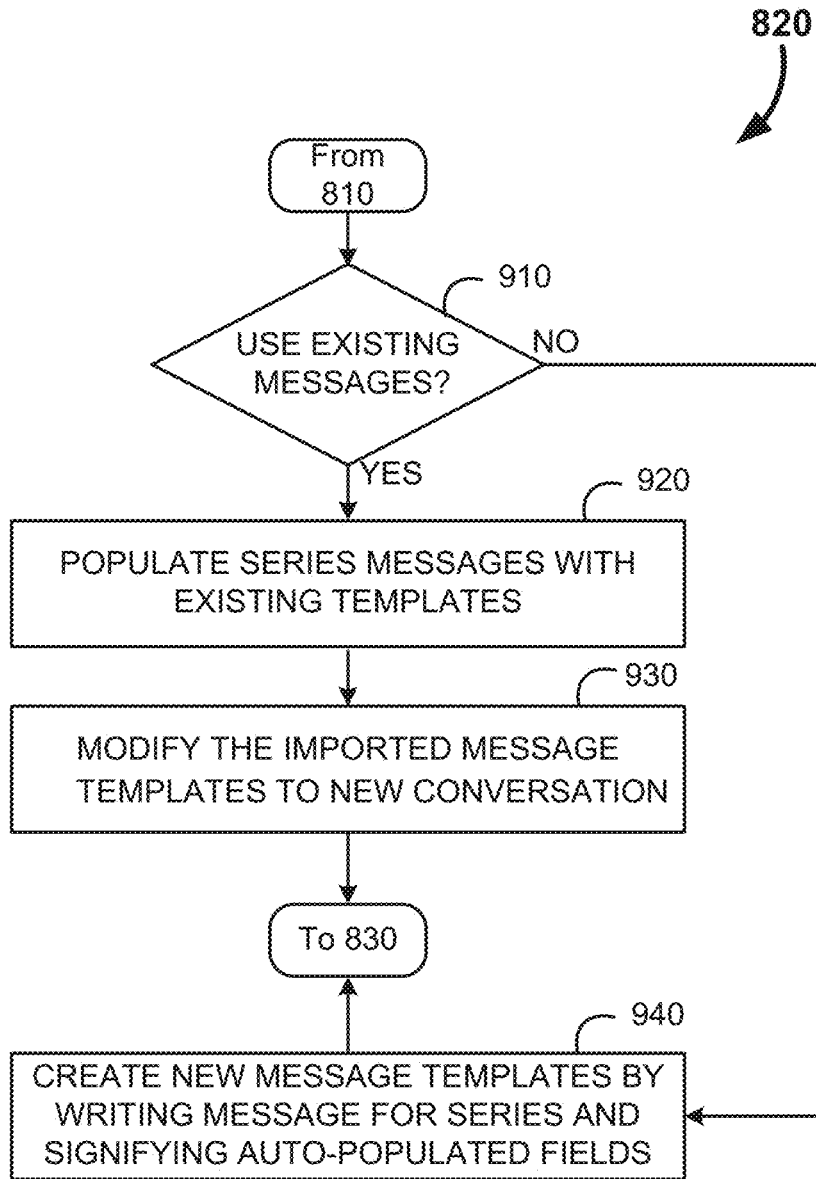 820
From
810
910
USE EXISTING
MESSAGES?
NO
YES
920
POPULATE SERIES MESSAGES WITH
EXISTING TEMPLATES
930
MODIFY THE IMPORTED MESSAGE
TEMPLATES TO NEW CONVERSATION
To 830
940
CREATE NEW MESSAGE TEMPLATES BY
WRITING MESSAGE FOR SERIES AND
SIGNIFYING AUTO-POPULATED FIELDS